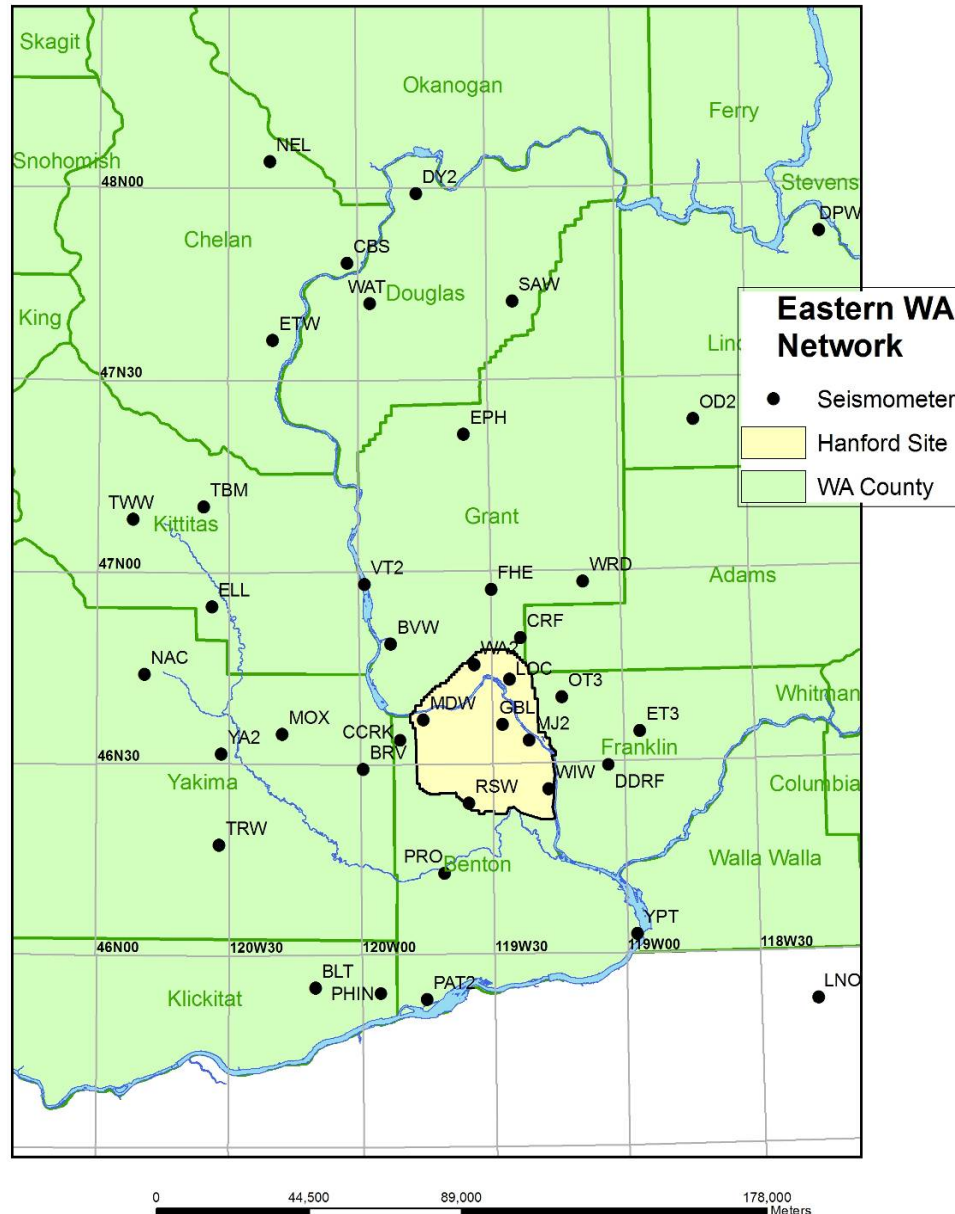 Skagit
Okanogan
Ferry
Snohomish
NEL
48N00
DY2
Stevens
DPW
Chelan
CBS
WAT
Douglas
SAW
King
ETW
Eastern WA
Network
47N30
OD2
Seismometer
EPH
Hanford Site
WA County
TBM
TWW
Kittitas
Grant
47N00
VT2
FHE
WRD
Adams
ELL
CRF
BVW
WA2
NAC
LOC
OT3
Whitman
MDW
GBL
MOX
CCRK
MJ2
ET3
YA2
BRV
Franklin
46N30
Yakima
WIW
DDRF
Columbia
RSW
TRW
PRO
Benton
Walla Walla
YPT
46N00
120W30
120W00
119W30
119W00
118W30
BLT
PHIN
PAT2
LNO
Klickitat
0 44,500 89,000 178,000
Meters